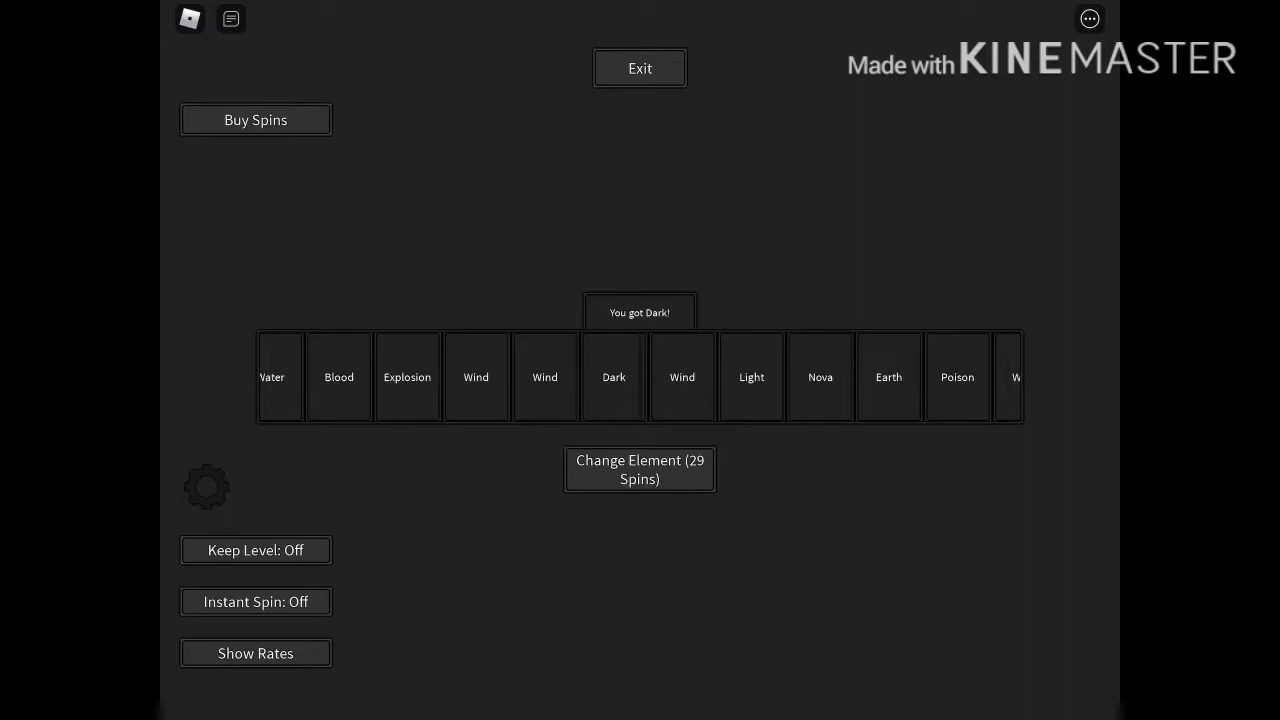 Exit
Made with KINEMASTER
Buy Spins
You got Dark!
Vater Blood Explosion Wind Wind Dark Wind Light Nova Earth Poison W
Change Element (29
Spins)
Keep Level: Off
Instant Spin: Off
Show Rates